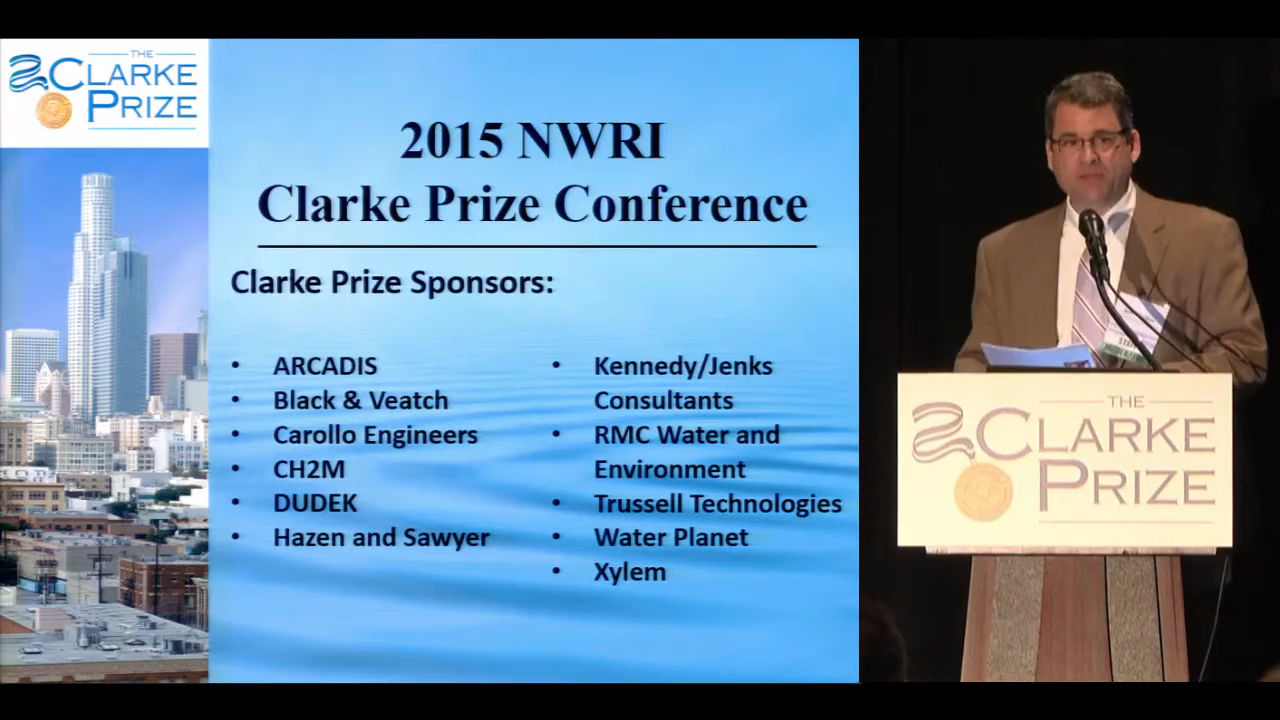 THE
CLARKE
PRIZE
2015 NWRI
Clarke Prize Conference
Clarke Prize Sponsors:
• ARCADIS
• Black & Veatch
• Carollo Engineers
• CH2M
• DUDEK
• Hazen and Sawyer
• Kennedy/Jenks
Consultants
• RMC Water and
Environment
• Trussell Technologies
• Water Planet
• Xylem
STAFF
THE
CLARKE
PRIZE